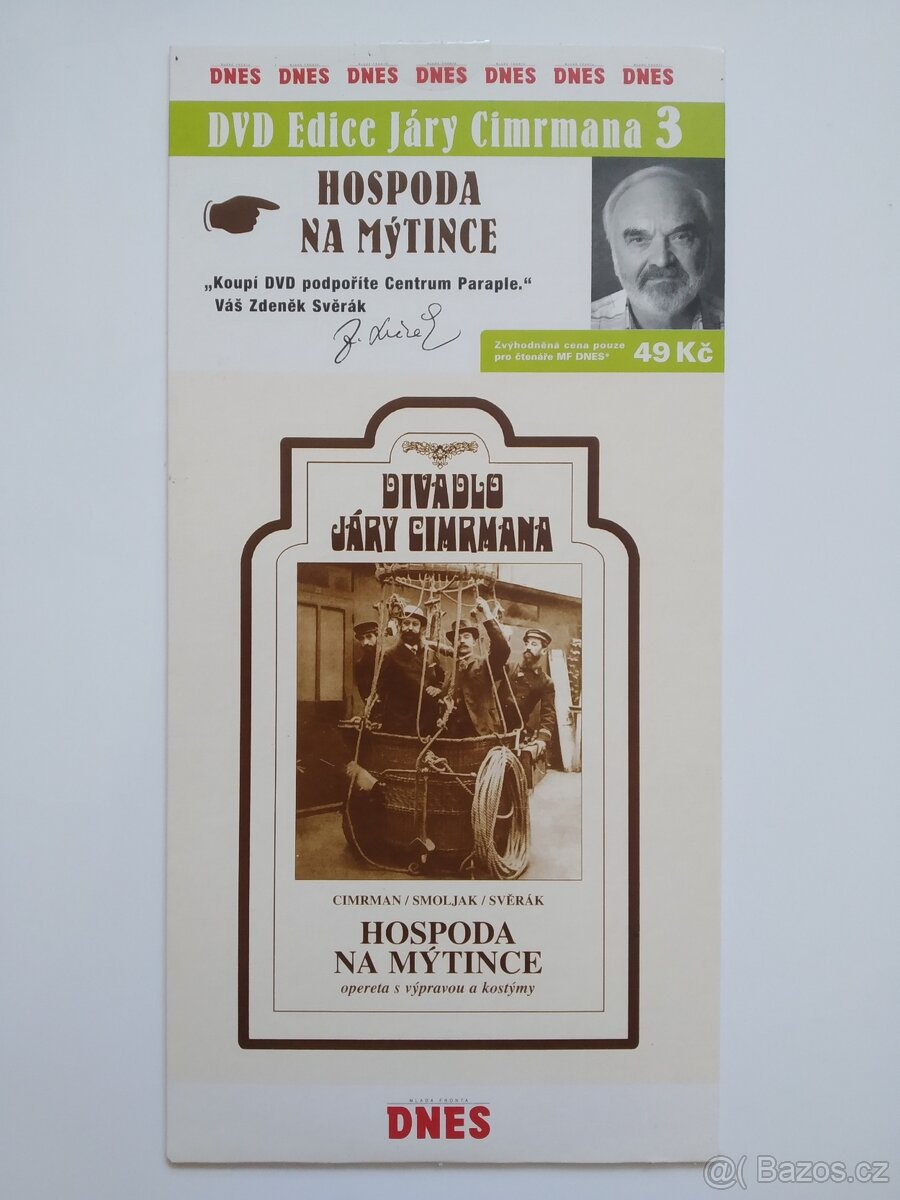 DNES DNES DNES DNES DNES DNES DNES
DVD Edice Járy Cimrmana 3
HOSPODA
NA MýTINCE
„Koupí DVD podpoříte Centrum Paraple.“
Váš Zdeněk Svěrák
Zvýhodněná cena pouze
pro čtenáře MF DNES*
49 Kč
DIVADLO
JÁRY CIMRMANA
CIMRMAN / SMOLJAK / SVĚRÁK
HOSPODA
NA MÝTINCE
opereta s výpravou a kostýmy
MLADÁ FRONTA
DNES
@( Bazos.cz